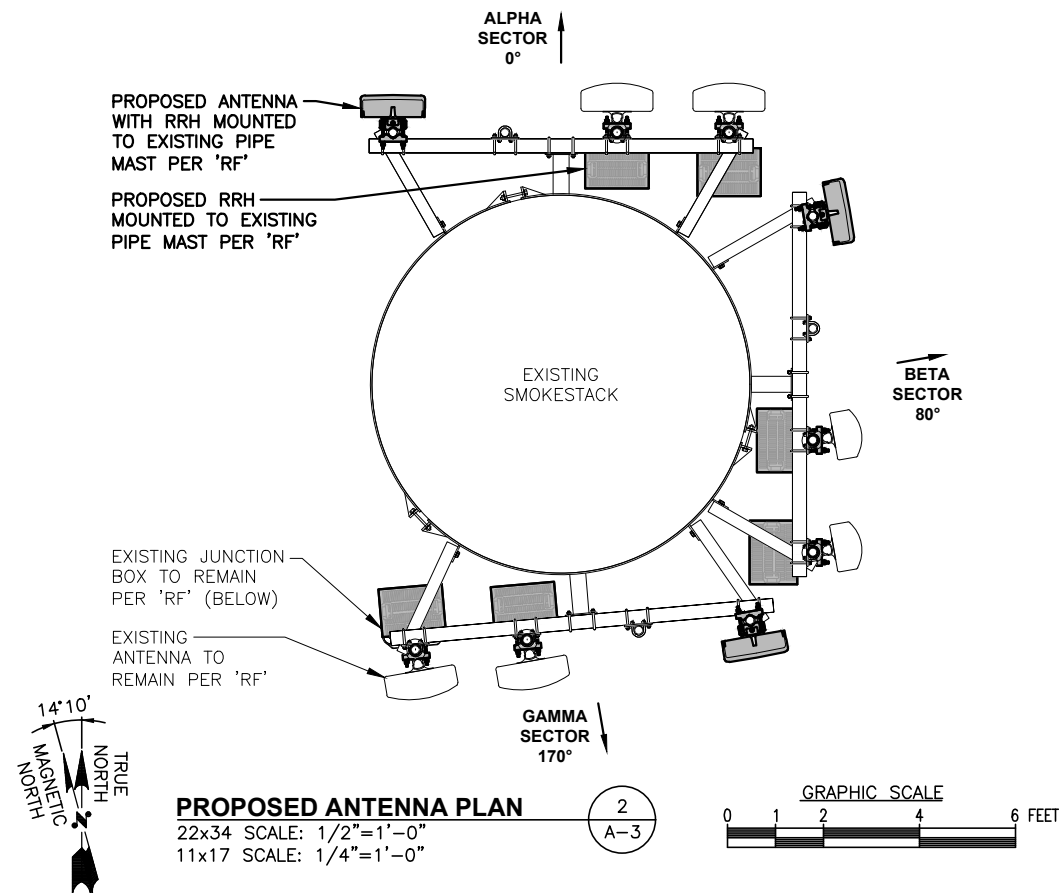 ALPHA
SECTOR
0°
PROPOSED ANTENNA
WITH RRH MOUNTED
TO EXISTING PIPE
MAST PER 'RF'
PROPOSED RRH
MOUNTED TO EXISTING
PIPE MAST PER 'RF'
EXISTING
SMOKESTACK
BETA
SECTOR
80°
EXISTING JUNCTION
BOX TO REMAIN
PER 'RF' (BELOW)
EXISTING
ANTENNA TO
REMAIN PER 'RF'
GAMMA
SECTOR
170°
14°10'
TRUE
NORTH
MAGNETIC
NORTH
N
PROPOSED ANTENNA PLAN
22x34 SCALE: 1/2"=1'-0"
11x17 SCALE: 1/4"=1'-0"
2
A-3
GRAPHIC SCALE
0 1 2 4 6 FEET